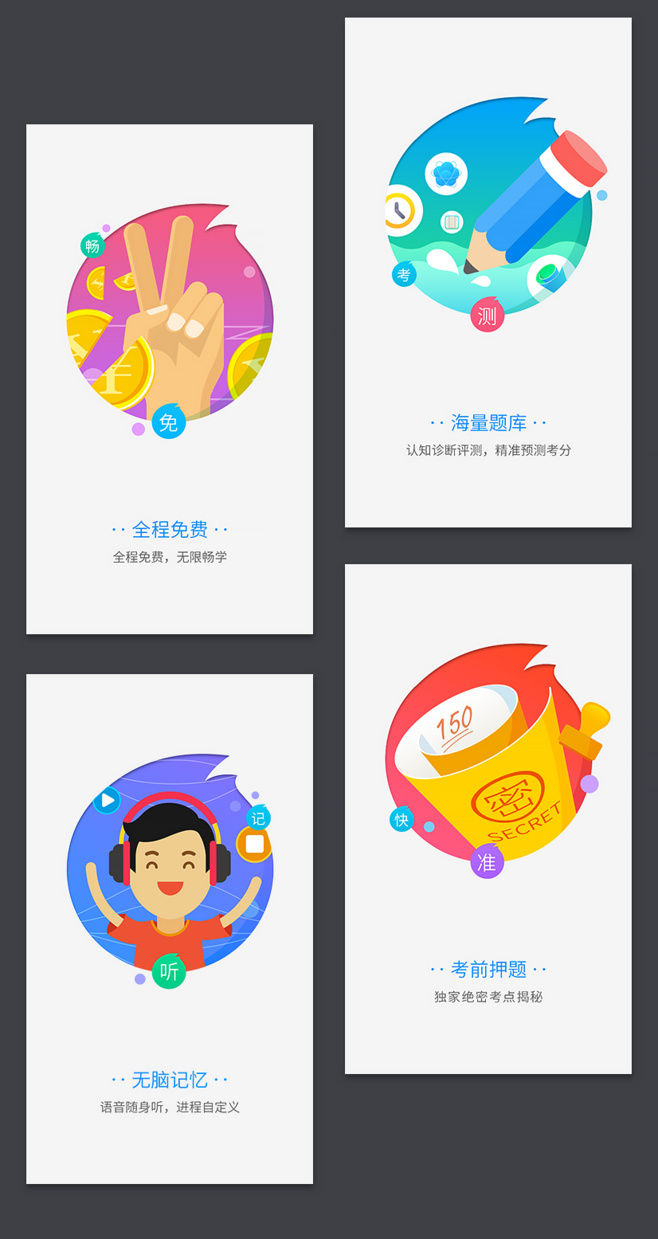 畅
免
·· 全程免费 ··
全程免费，无限畅学
考
测
·· 海量题库 ··
认知诊断评测，精准预测考分
记
听
·· 无脑记忆 ··
语音随身听，进程自定义
150
密
SECRET
快
准
·· 考前押题 ··
独家绝密考点揭秘